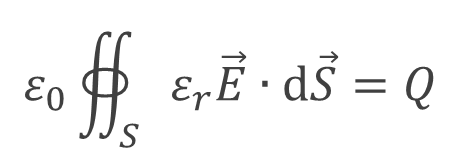 ε₀ ∯_S ε_r E⃗ · dS⃗ = Q